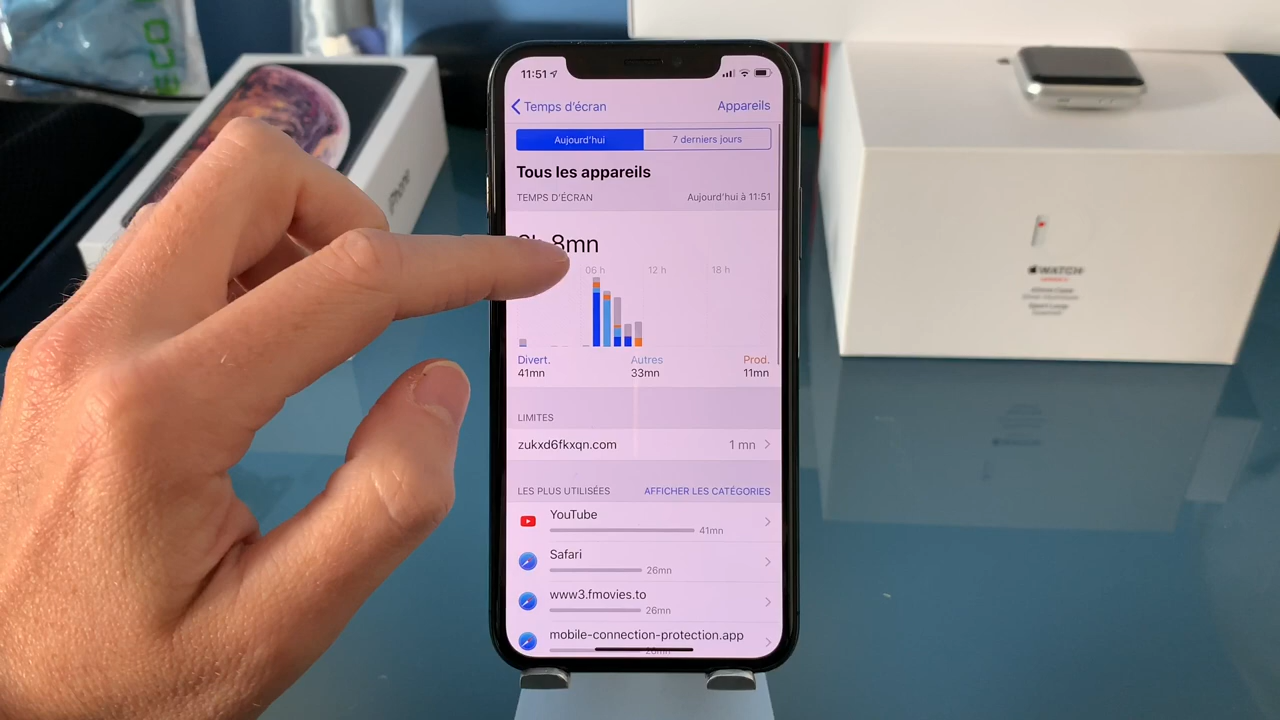 11:51
Temps d'écran
Appareils
Aujourd'hui
7 derniers jours
Tous les appareils
TEMPS D'ÉCRAN
Aujourd'hui à 11:51
8mn
06 h
12 h
18 h
Divert.
Autres
Prod.
41mn
33mn
11mn
LIMITES
zukxd6fkxqn.com
1 mn
LES PLUS UTILISÉES
AFFICHER LES CATÉGORIES
YouTube
41mn
Safari
26mn
www3.fmovies.to
26mn
mobile-connection-protection.app
iPhone
WATCH